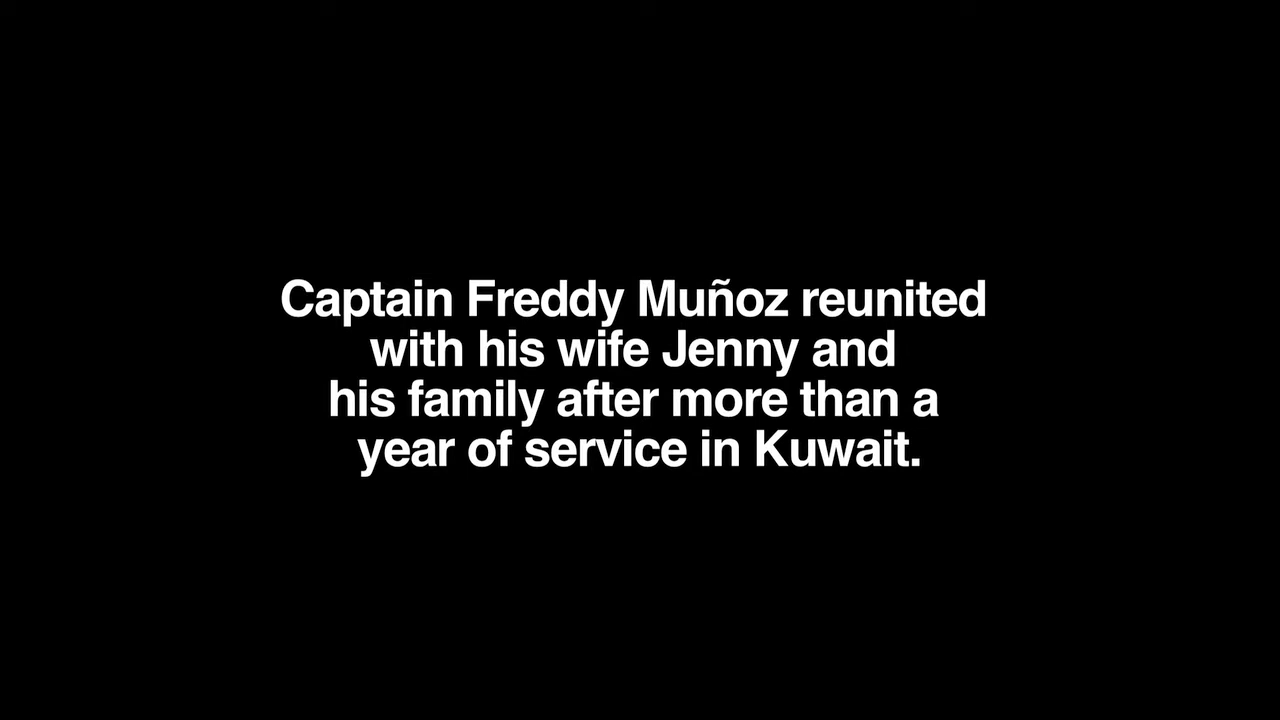 Captain Freddy Muñoz reunited
with his wife Jenny and
his family after more than a
year of service in Kuwait.